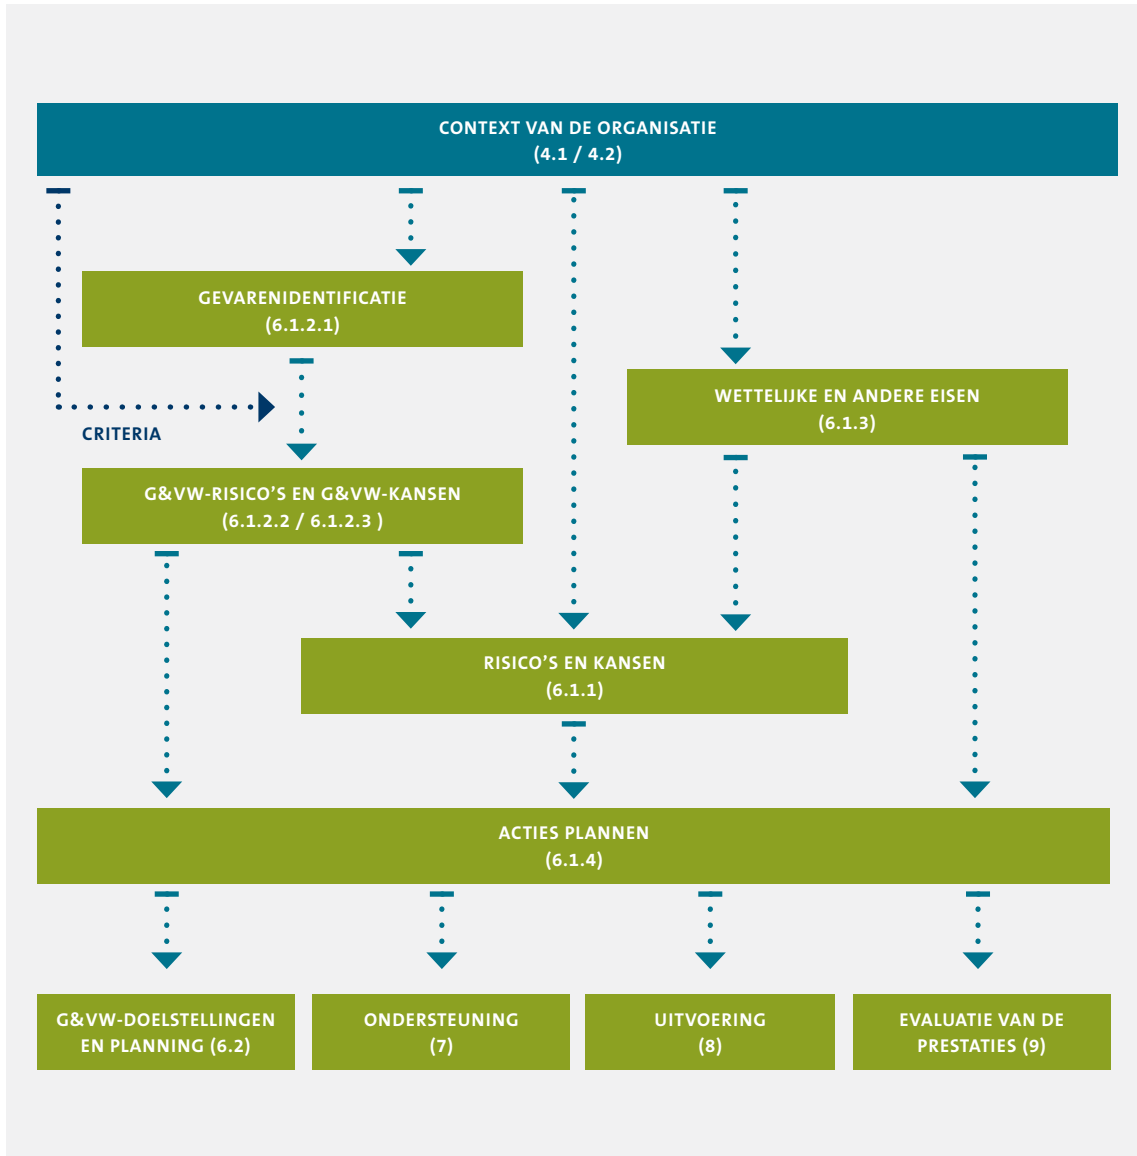 CONTEXT VAN DE ORGANISATIE
(4.1 / 4.2)
GEVARENIDENTIFICATIE
(6.1.2.1)
WETTELIJKE EN ANDERE EISEN
(6.1.3)
CRITERIA
G&VW-RISICO'S EN G&VW-KANSEN
(6.1.2.2 / 6.1.2.3 )
RISICO'S EN KANSEN
(6.1.1)
ACTIES PLANNEN
(6.1.4)
G&VW-DOELSTELLINGEN
EN PLANNING (6.2)
ONDERSTEUNING
(7)
UITVOERING
(8)
EVALUATIE VAN DE
PRESTATIES (9)